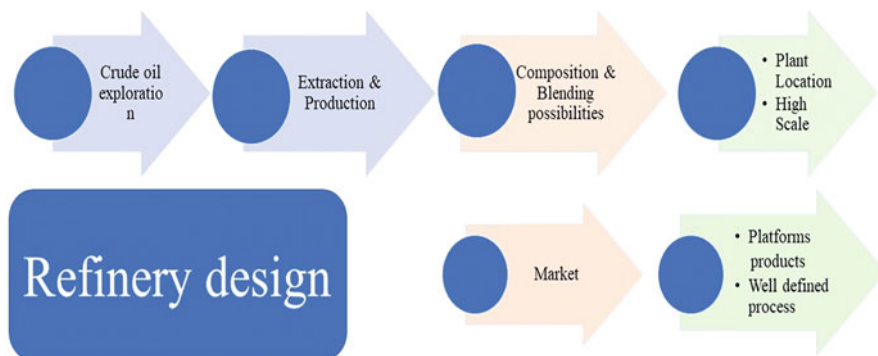 Crude oil
exploratio
n
Extraction &
Production
Composition &
Blending
possibilities
• Plant
Location
• High
Scale
Refinery design
Market
• Platforms
products
• Well defined
process